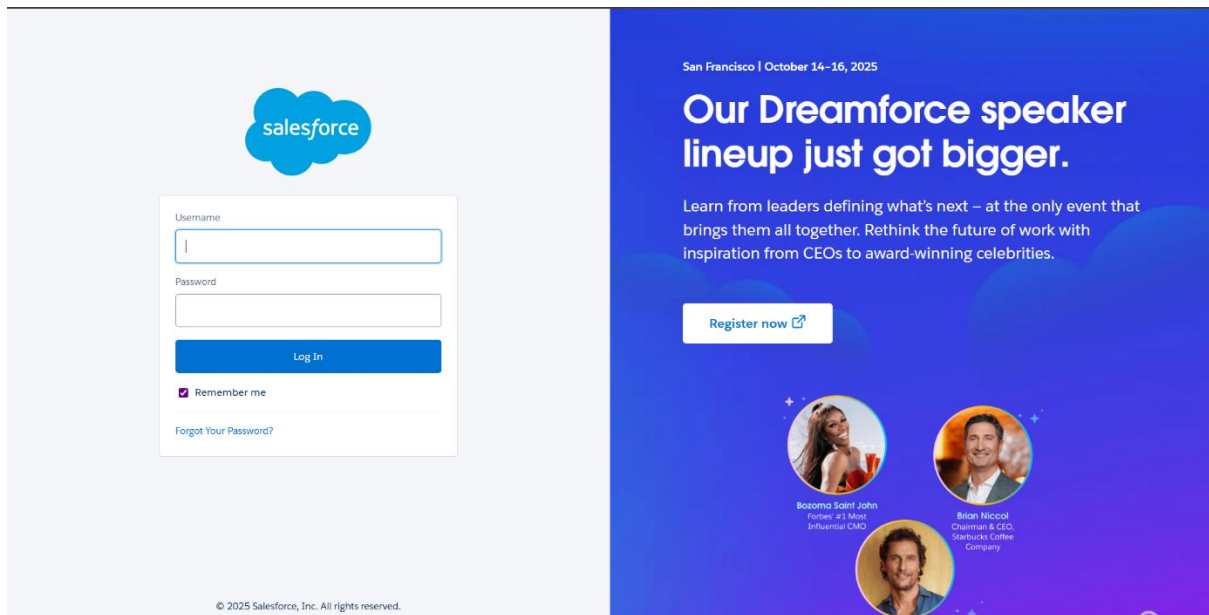 salesforce
Username
Password
Log In
Remember me
Forgot Your Password?
© 2025 Salesforce, Inc. All rights reserved.
San Francisco | October 14–16, 2025
Our Dreamforce speaker
lineup just got bigger.
Learn from leaders defining what's next – at the only event that
brings them all together. Rethink the future of work with
inspiration from CEOs to award-winning celebrities.
Register now
Bozoma Saint John
Forbes' #1 Most
Influential CMO
Brian Niccol
Chairman & CEO,
Starbucks Coffee
Company